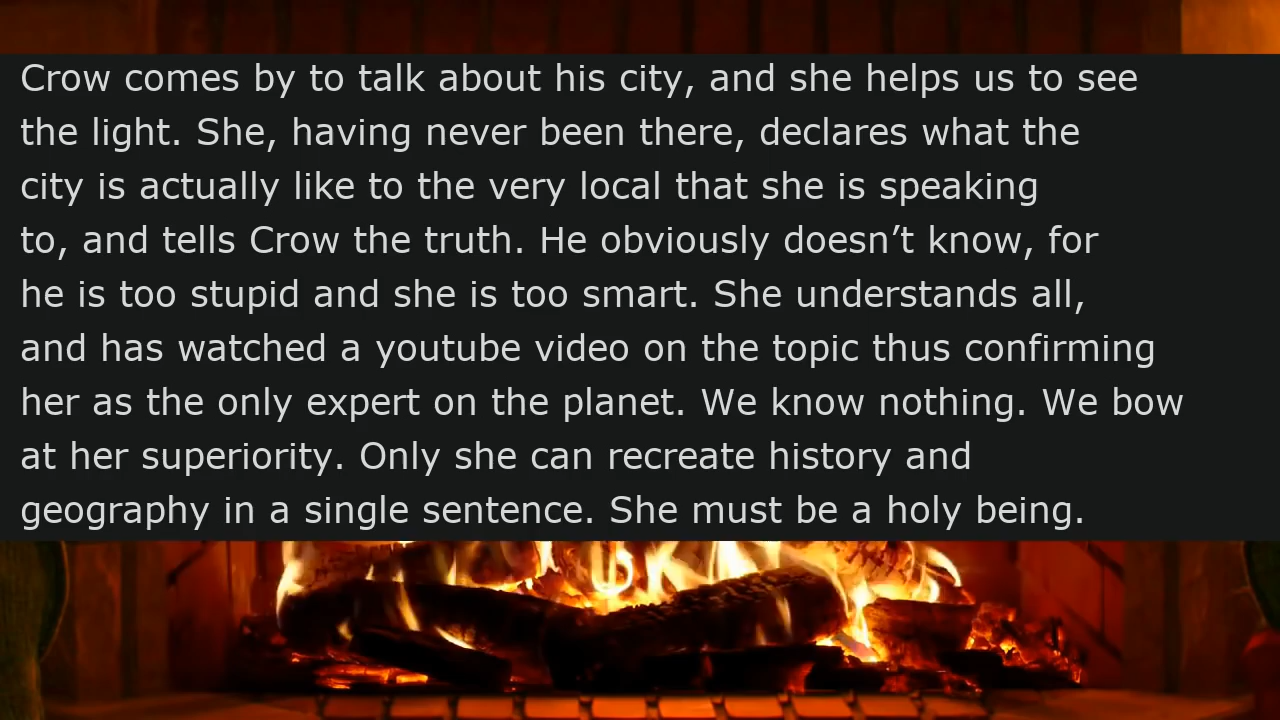 Crow comes by to talk about his city, and she helps us to see
the light. She, having never been there, declares what the
city is actually like to the very local that she is speaking
to, and tells Crow the truth. He obviously doesn’t know, for
he is too stupid and she is too smart. She understands all,
and has watched a youtube video on the topic thus confirming
her as the only expert on the planet. We know nothing. We bow
at her superiority. Only she can recreate history and
geography in a single sentence. She must be a holy being.